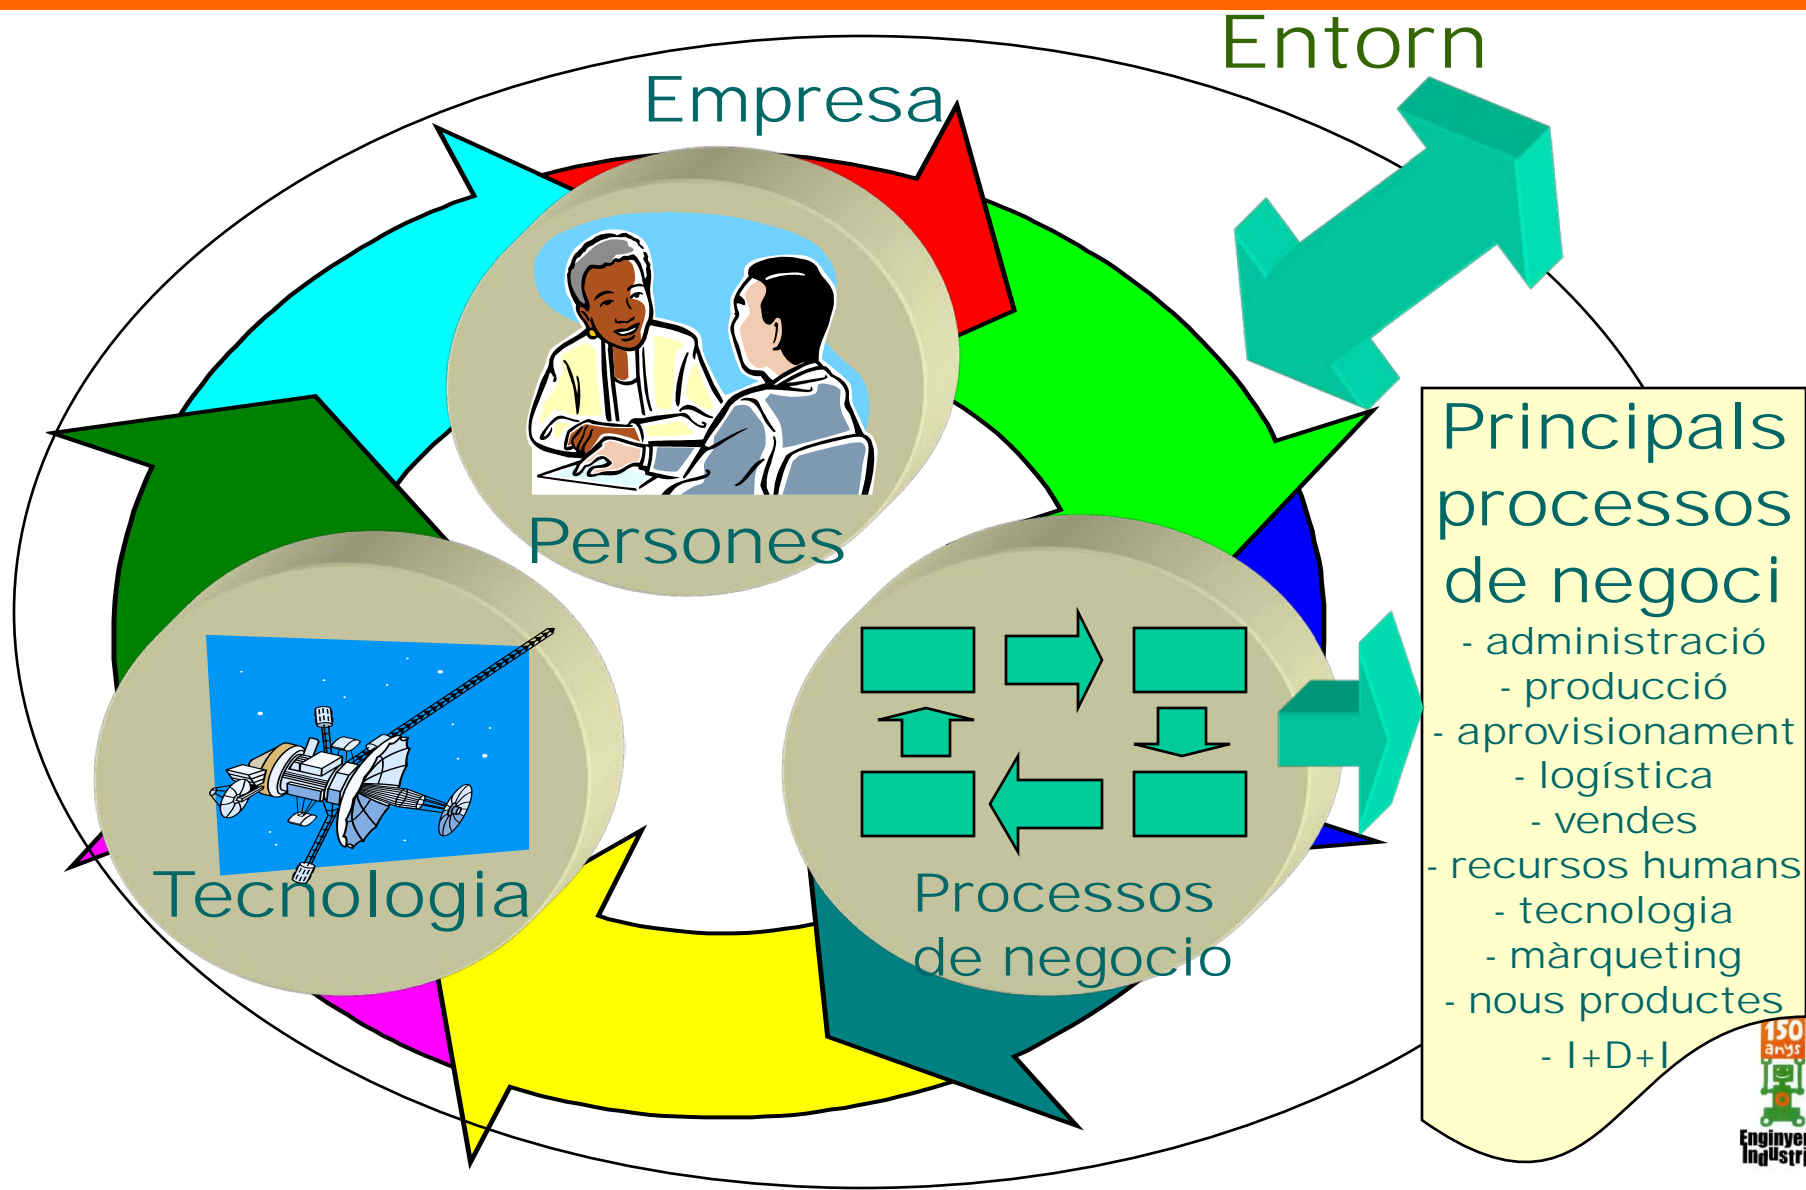 Entorn
Empresa
Persones
Tecnologia
Processos
de negocio
Principals
processos
de negoci
- administració
- producció
- aprovisionament
- logística
- vendes
- recursos humans
- tecnologia
- màrqueting
- nous productes
- I+D+I
150
anys